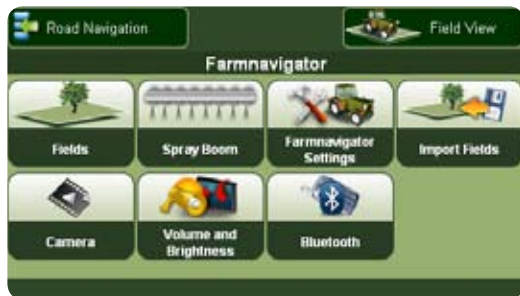 Road Navigation
Field View
Farmnavigator
Fields
Spray Boom
Farmnavigator
Settings
Import Fields
Camera
Volume and
Brightness
Bluetooth